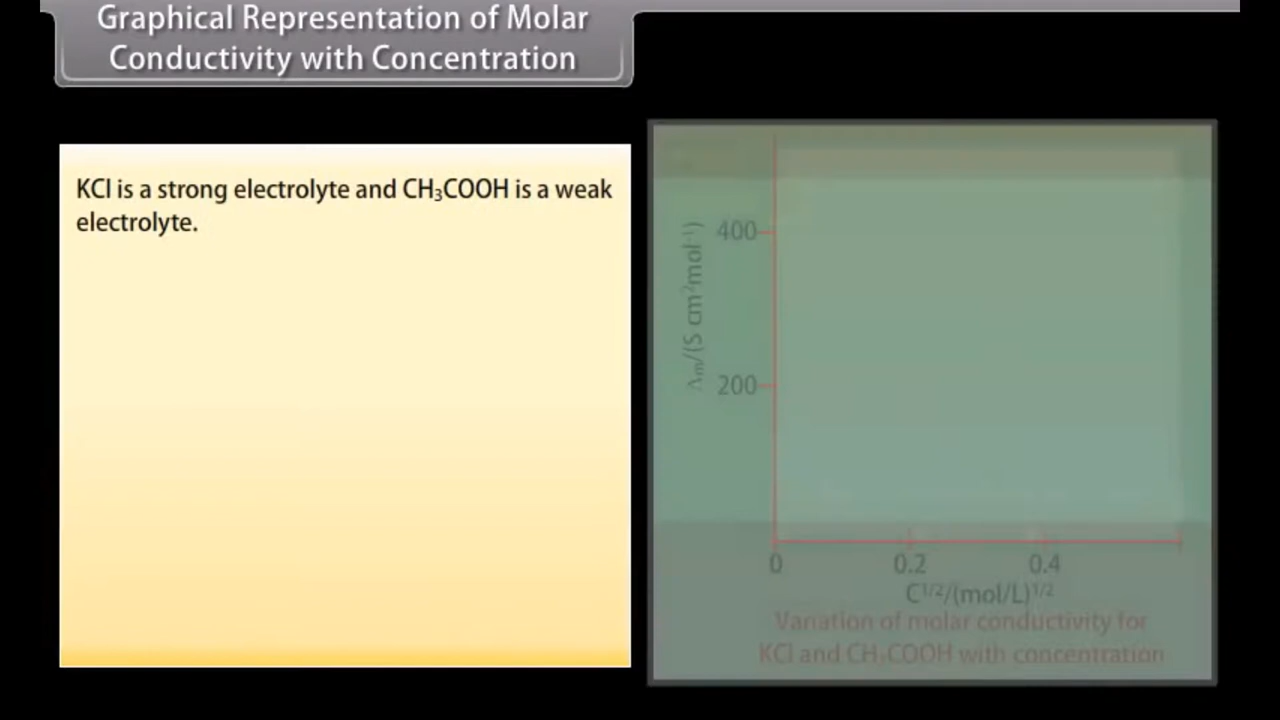 Graphical Representation of Molar
Conductivity with Concentration
KCl is a strong electrolyte and CH₃COOH is a weak
electrolyte.
Λm/(S cm²mol⁻¹)
400
200
0 0.2 0.4
C¹/²/(mol/L)¹/²
Variation of molar conductivity for
KCl and CH₃COOH with concentration